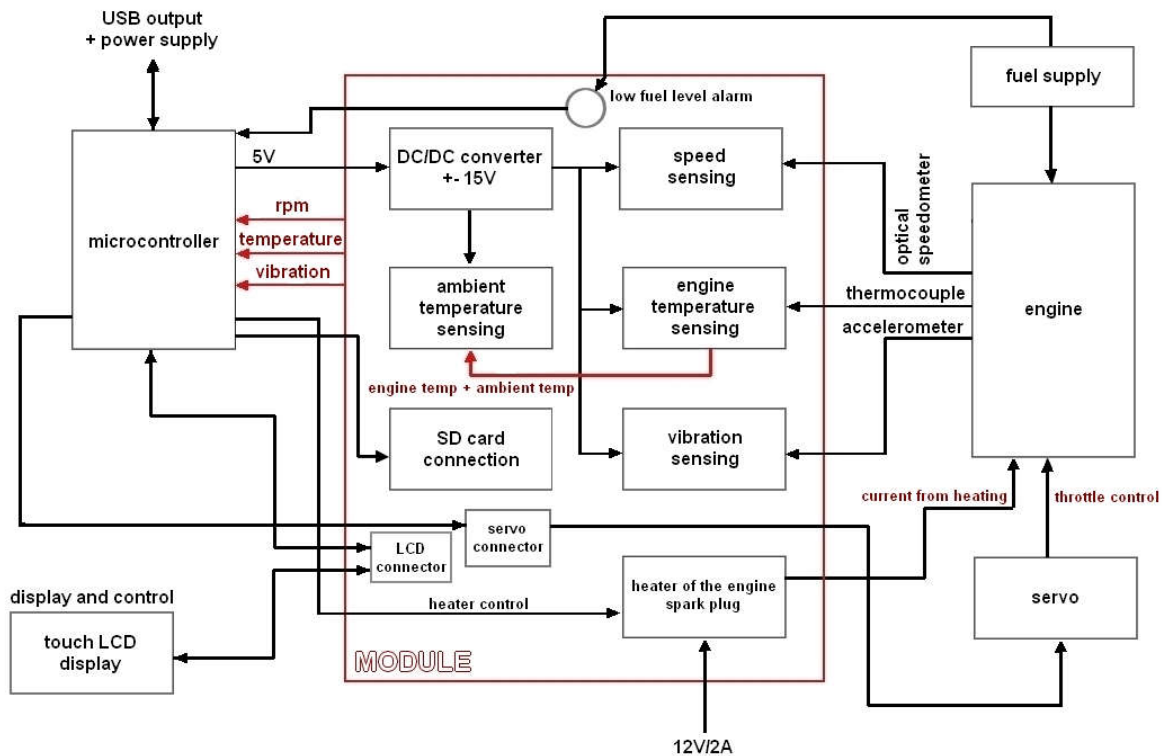 USB output
+ power supply
fuel supply
low fuel level alarm
5V
DC/DC converter
+- 15V
speed
sensing
optical
speedometer
rpm
temperature
vibration
microcontroller
ambient
temperature
sensing
engine
temperature
sensing
thermocouple
accelerometer
engine
engine temp + ambient temp
SD card
connection
vibration
sensing
current from heating
throttle control
servo
connector
LCD
connector
heater of the engine
spark plug
heater control
servo
display and control
touch LCD
display
MODULE
12V/2A